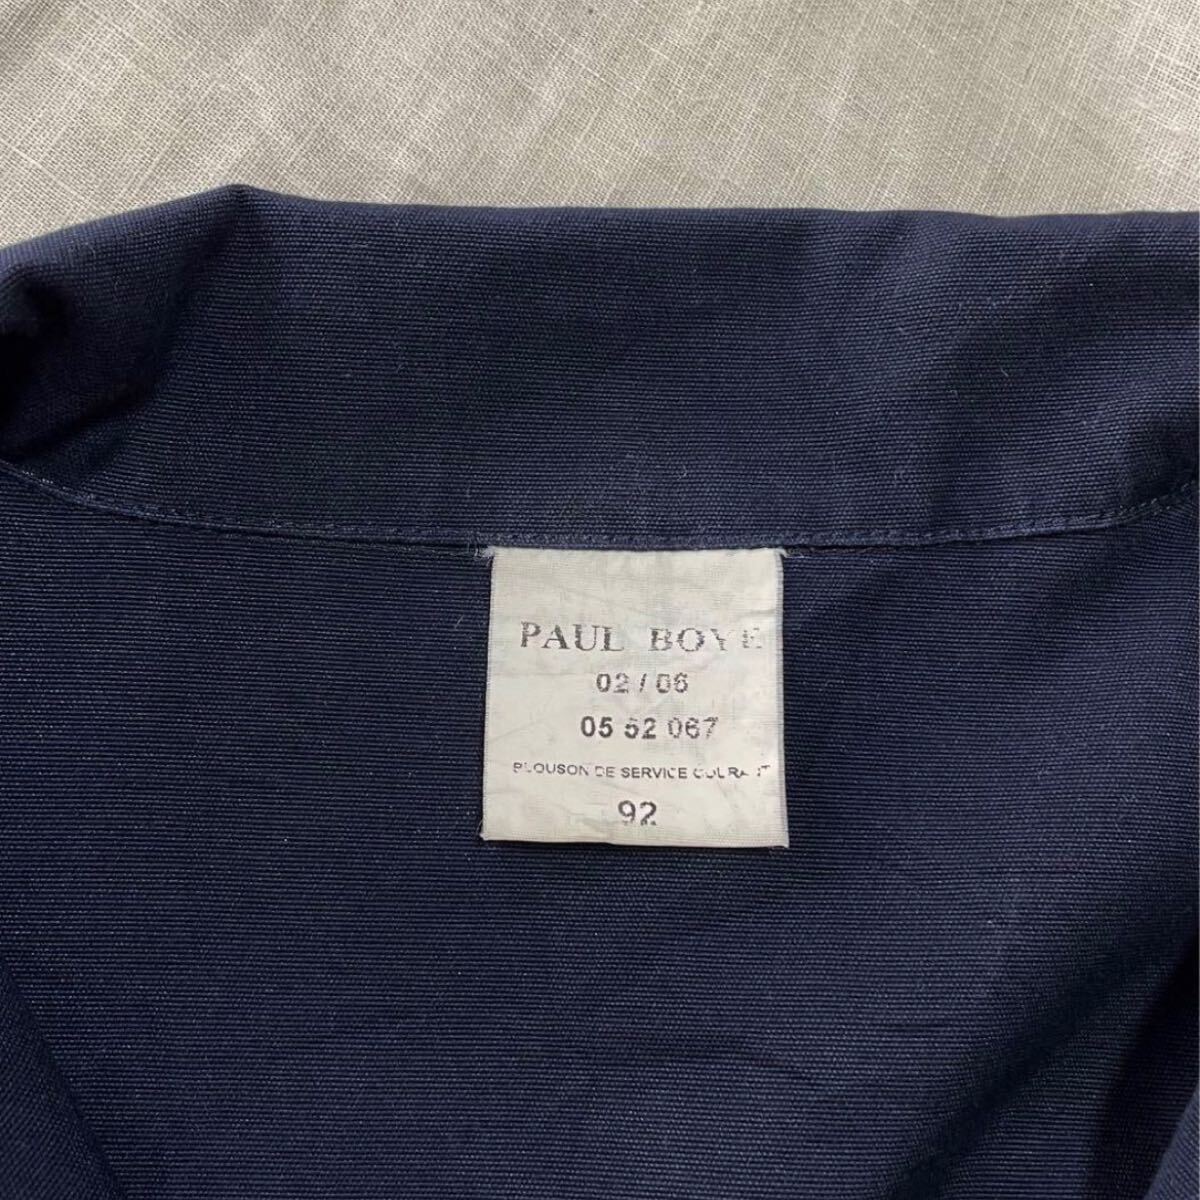 PAUL BOYE
02/06
05 52 067
BLOUSON DE SERVICE COURANT
92